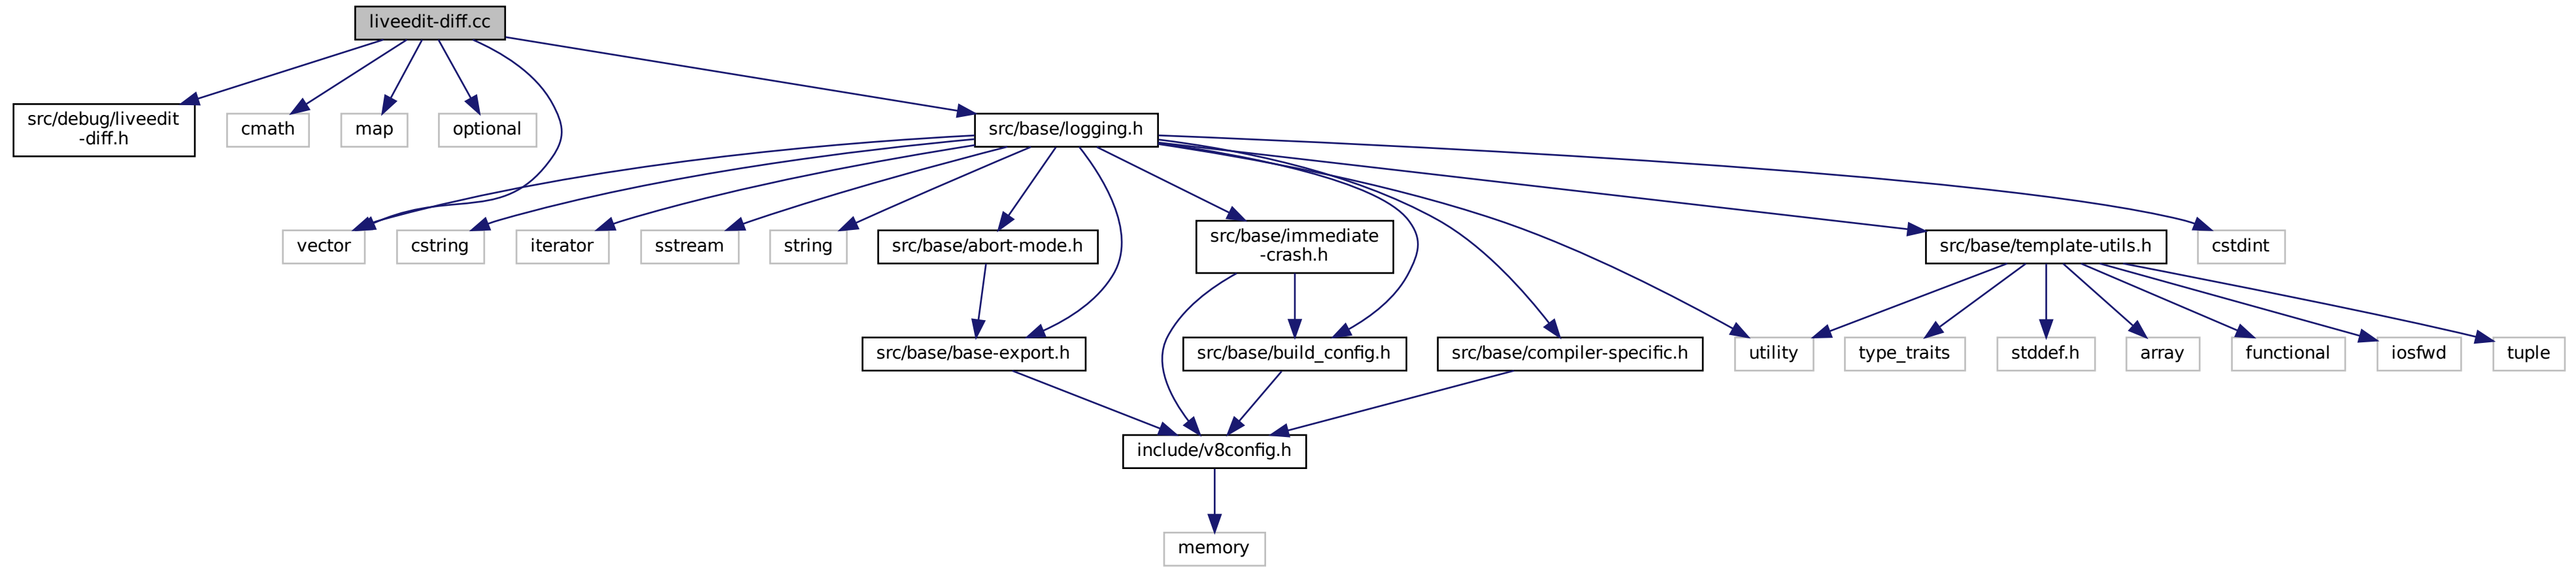 liveedit-diff.cc
src/debug/liveedit
-diff.h
cmath
map
optional
src/base/logging.h
vector
cstring
iterator
sstream
string
src/base/abort-mode.h
src/base/immediate
-crash.h
src/base/template-utils.h
cstdint
src/base/base-export.h
src/base/build_config.h
src/base/compiler-specific.h
utility
type_traits
stddef.h
array
functional
iosfwd
tuple
include/v8config.h
memory